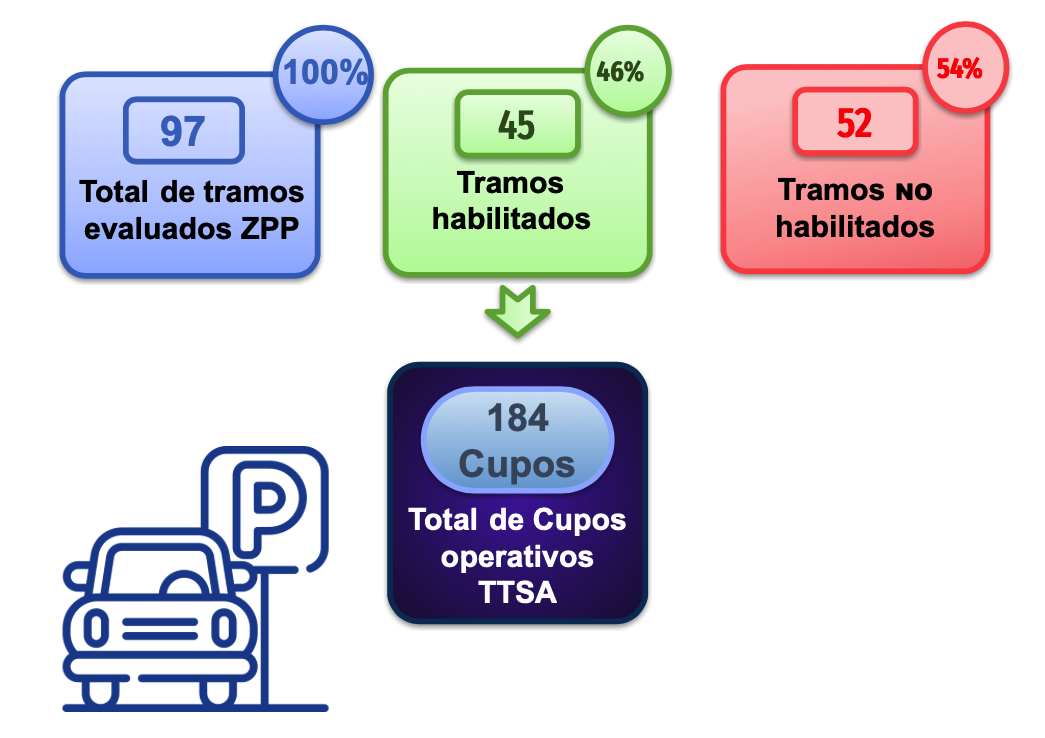 100%
97
Total de tramos
evaluados ZPP
46%
45
Tramos
habilitados
54%
52
Tramos NO
habilitados
184
Cupos
Total de Cupos
operativos
TTSA
P